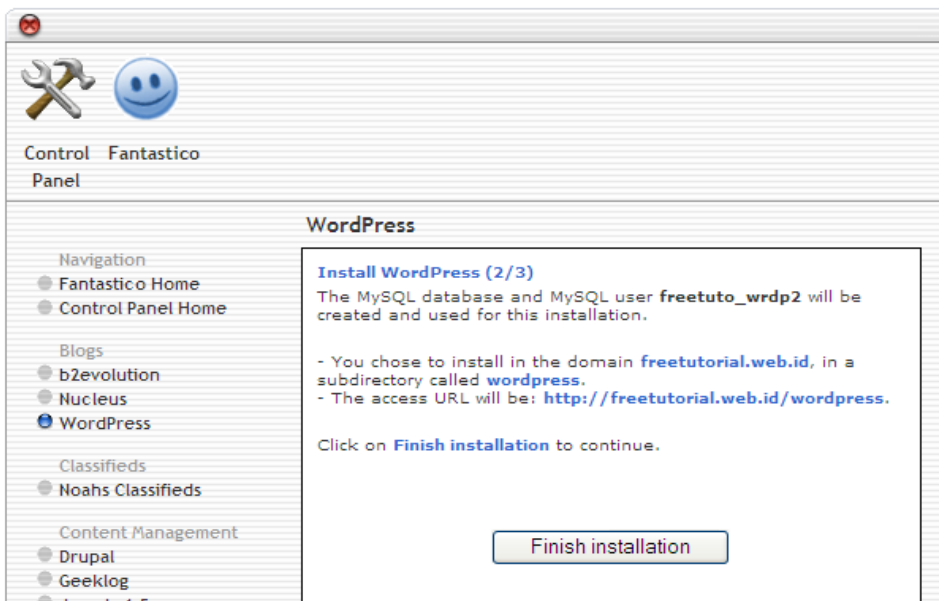 Control Fantastico
Panel
WordPress
Navigation
Fantastico Home
Control Panel Home
Blogs
b2evolution
Nucleus
WordPress
Classifieds
Noahs Classifieds
Content Management
Drupal
Geeklog
Install WordPress (2/3)
The MySQL database and MySQL user freetuto_wrdp2 will be
created and used for this installation.
- You chose to install in the domain freetutorial.web.id, in a
subdirectory called wordpress.
- The access URL will be: http://freetutorial.web.id/wordpress.
Click on Finish installation to continue.
Finish installation